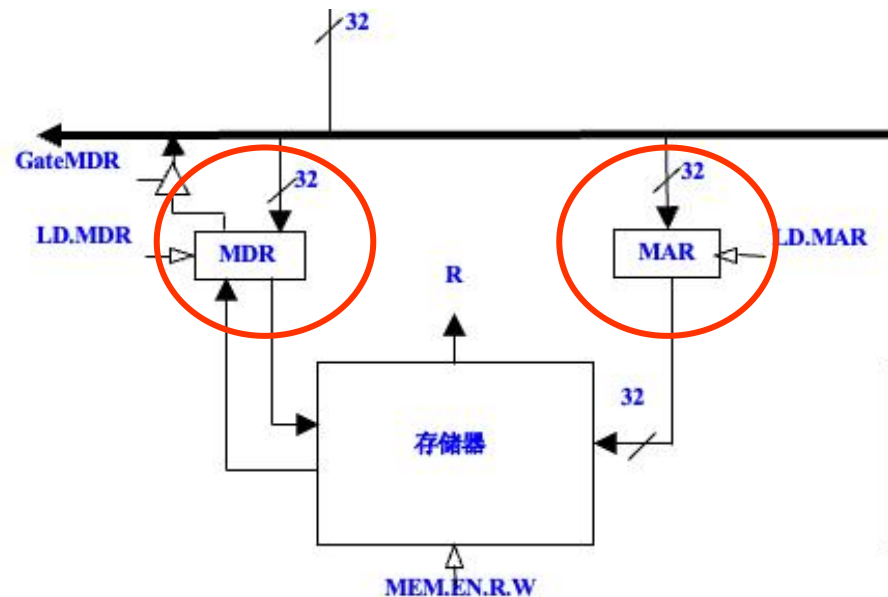 32
GateMDR
32
32
LD.MDR
MDR
MAR
LD.MAR
R
32
存储器
MEM.EN.R.W